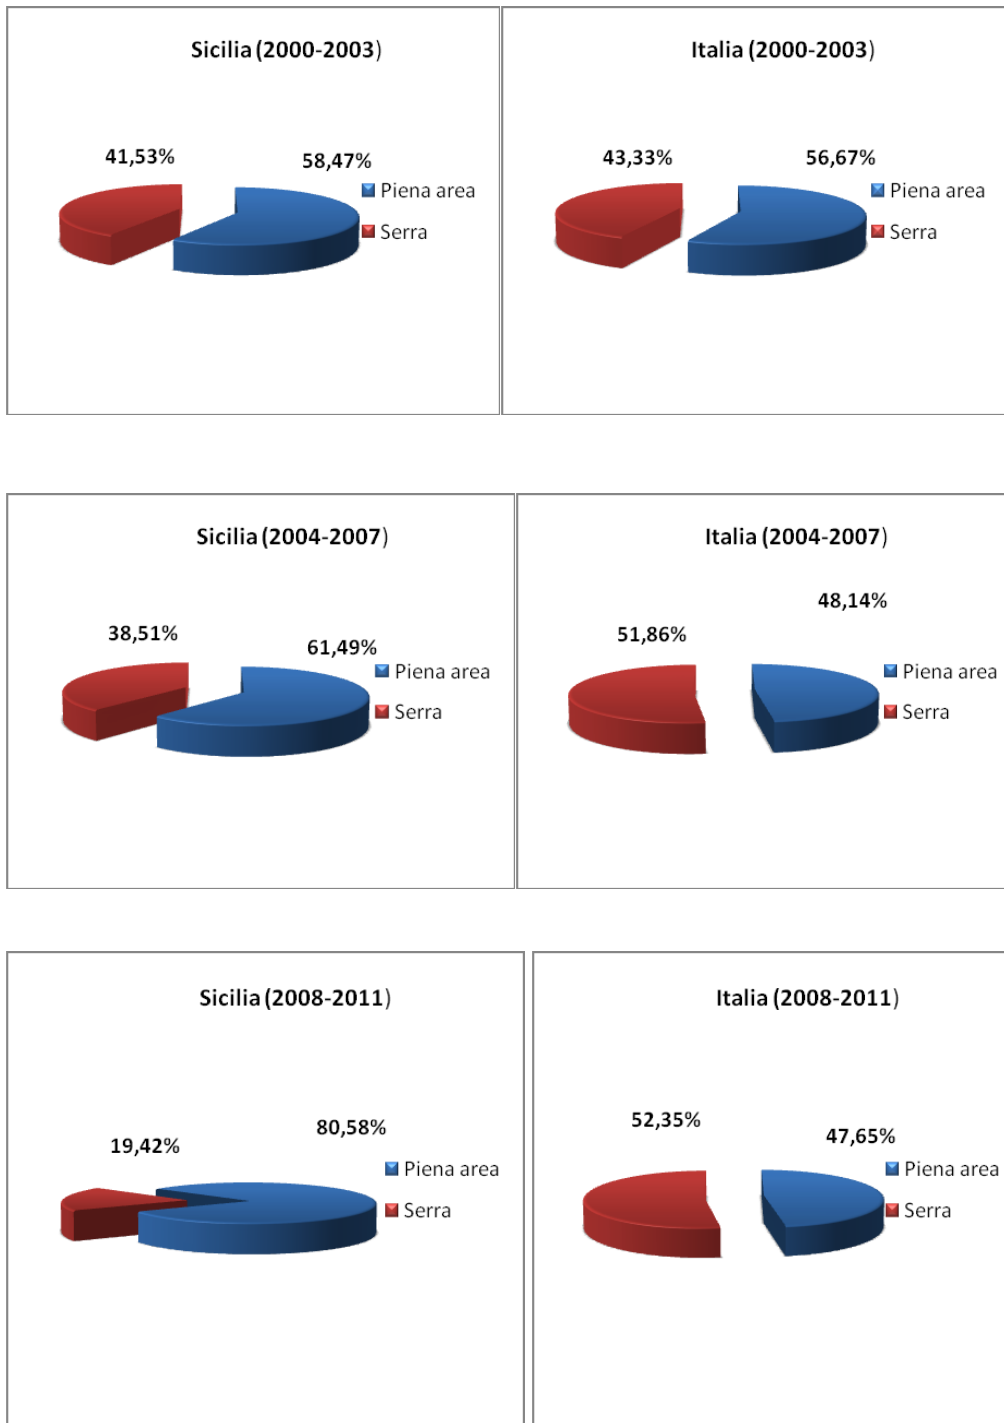 Sicilia (2000-2003)
41,53%
58,47%
Piena area
Serra
Italia (2000-2003)
43,33%
56,67%
Piena area
Serra
Sicilia (2004-2007)
38,51%
61,49%
Piena area
Serra
Italia (2004-2007)
48,14%
51,86%
Piena area
Serra
Sicilia (2008-2011)
80,58%
19,42%
Piena area
Serra
Italia (2008-2011)
52,35%
47,65%
Piena area
Serra